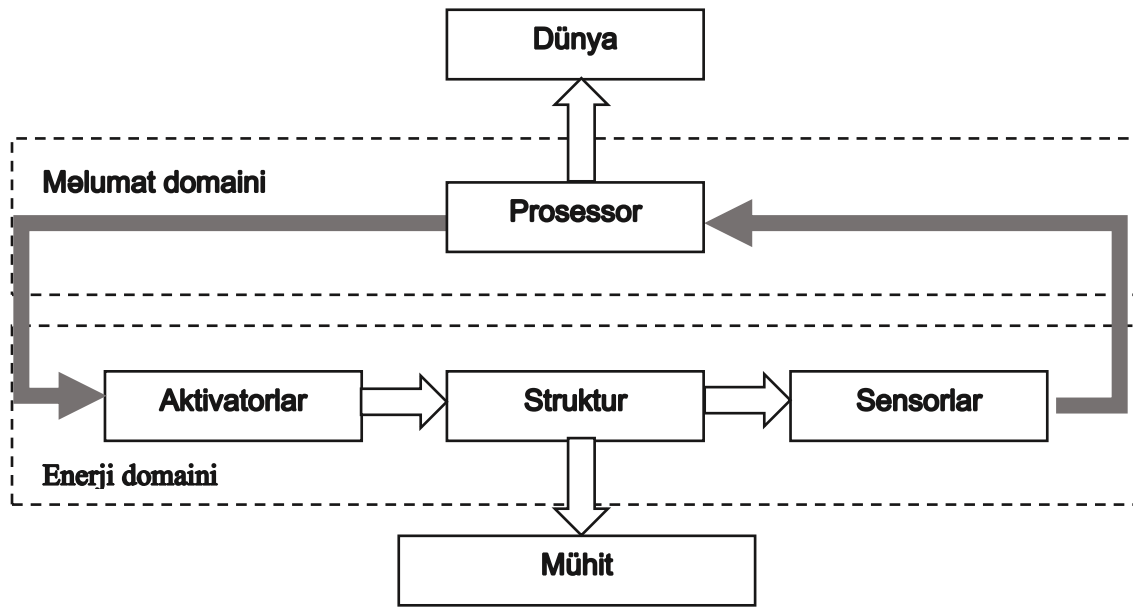 Dünya
Məlumat domaini
Prosessor
Aktivatorlar
Struktur
Sensorlar
Enerji domaini
Mühit